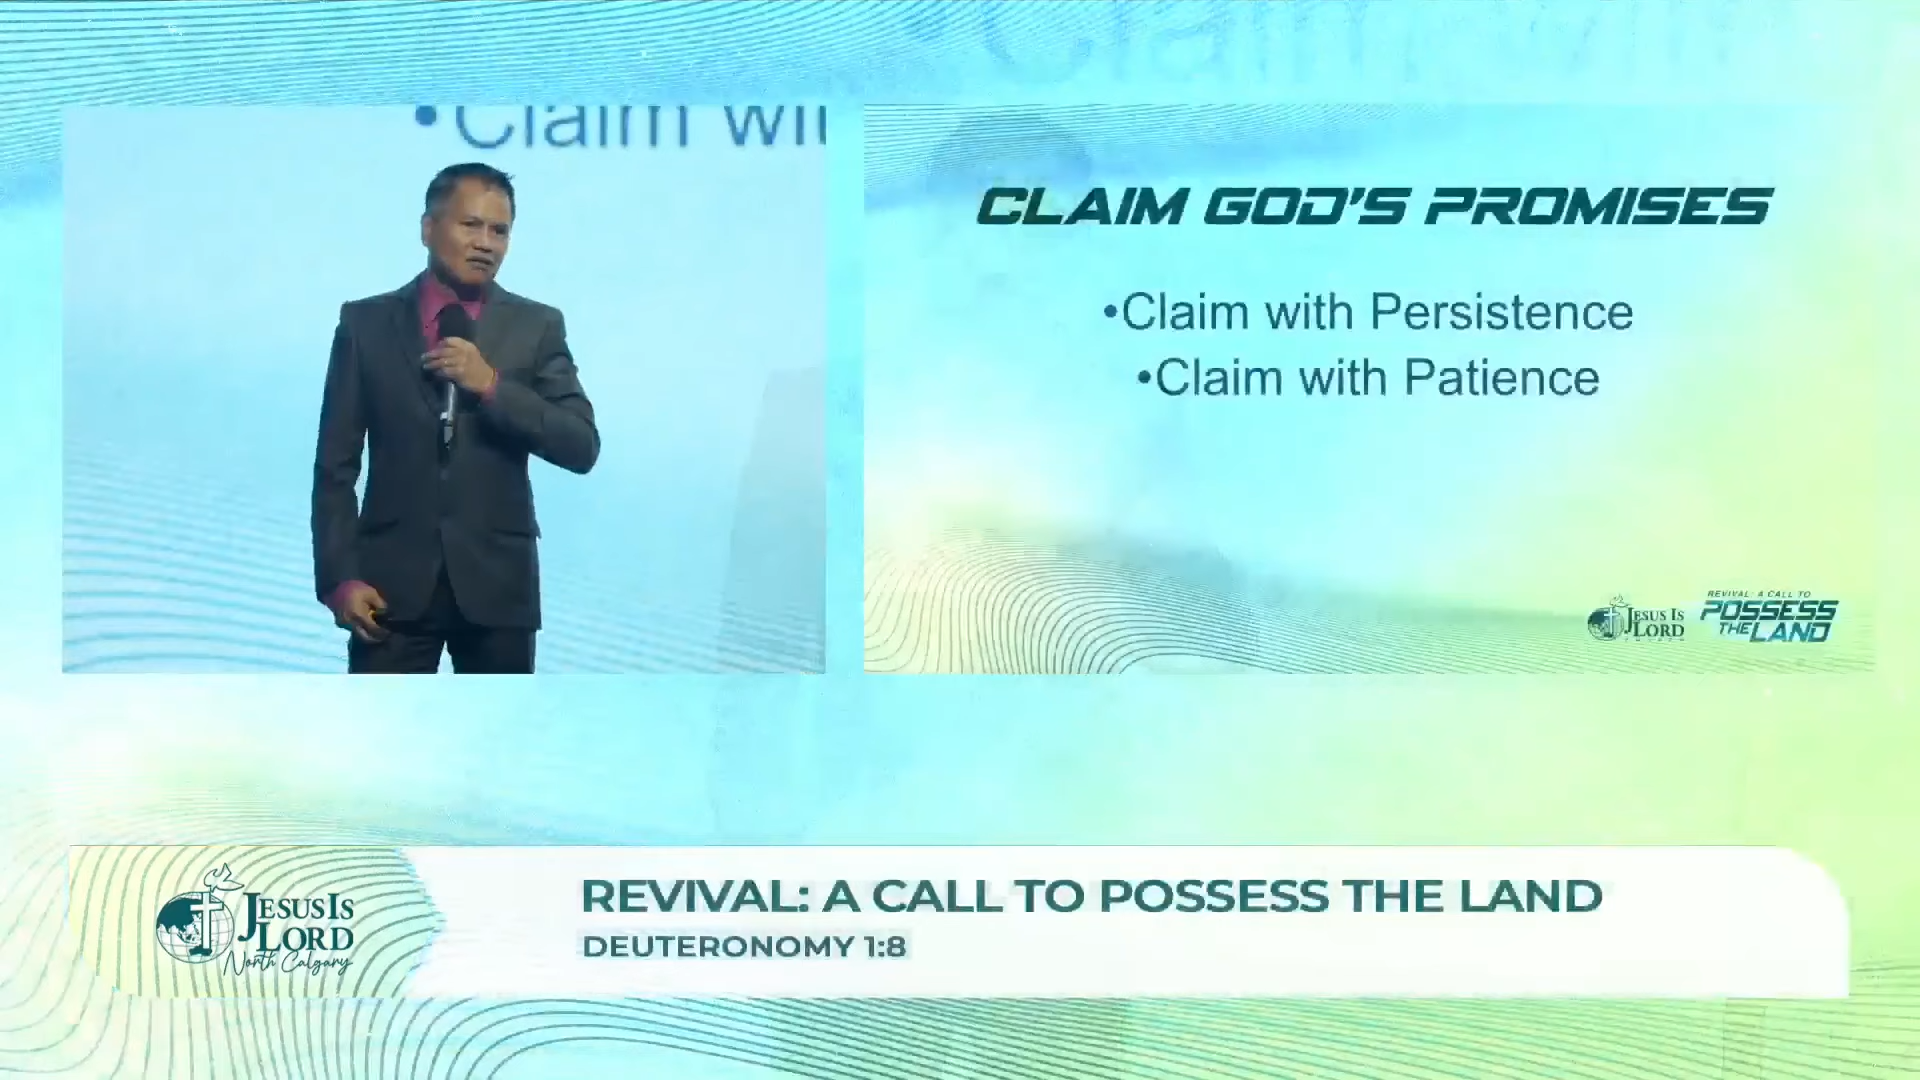 •Claim wi
CLAIM GOD'S PROMISES
•Claim with Persistence
•Claim with Patience
JESUS IS
LORD
REVIVAL: A CALL TO
POSSESS
THE LAND
JESUS IS
LORD
North Calgary
REVIVAL: A CALL TO POSSESS THE LAND
DEUTERONOMY 1:8